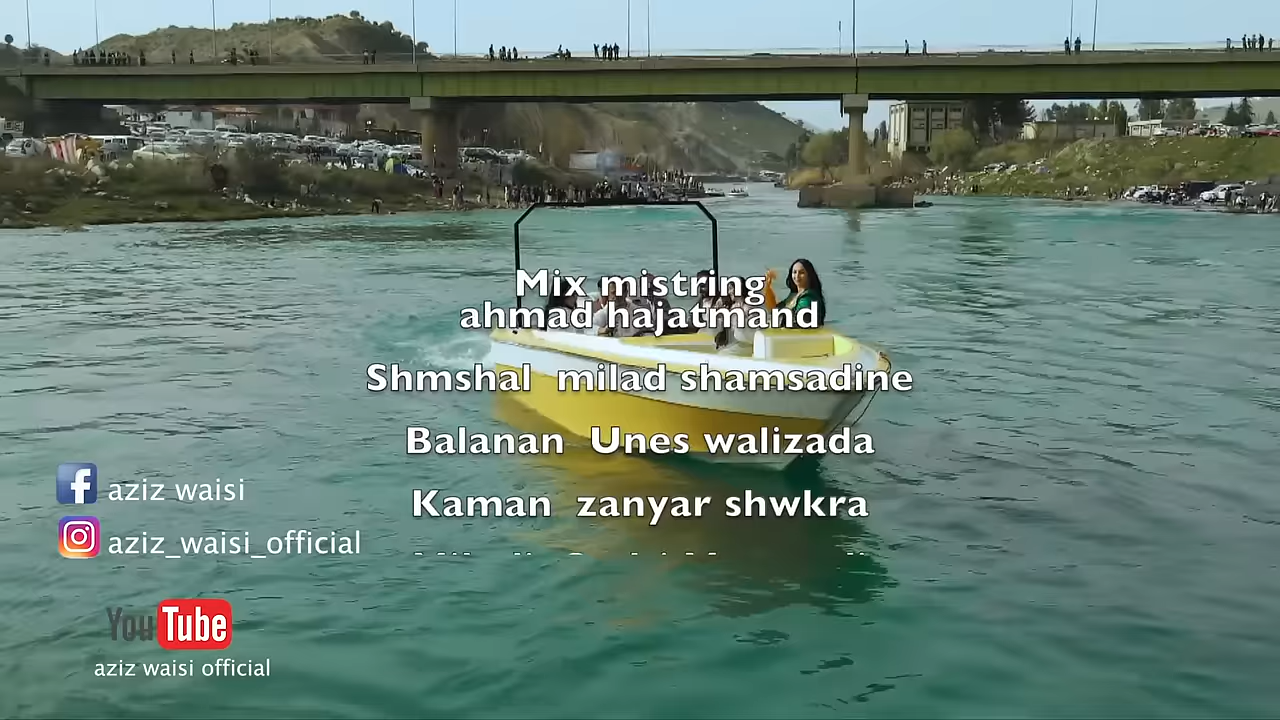 Mix mistring
ahmad hajatmand
Shmshal milad shamsadine
Balanan Unes walizada
Kaman zanyar shwkra
aziz waisi
aziz_waisi_official
YouTube
aziz waisi official